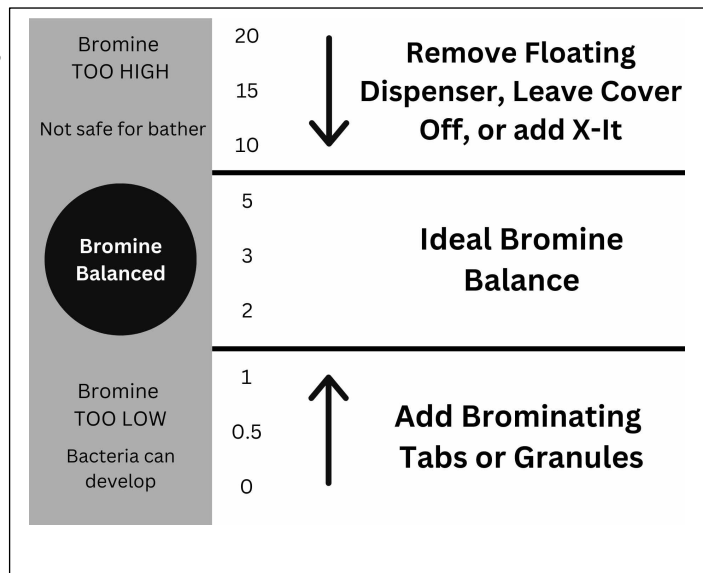 Bromine
TOO HIGH
Not safe for bather
20
15
10
Remove Floating
Dispenser, Leave Cover
Off, or add X-It
Bromine
Balanced
5
3
2
Ideal Bromine
Balance
Bromine
TOO LOW
Bacteria can
develop
1
0.5
0
Add Brominating
Tabs or Granules